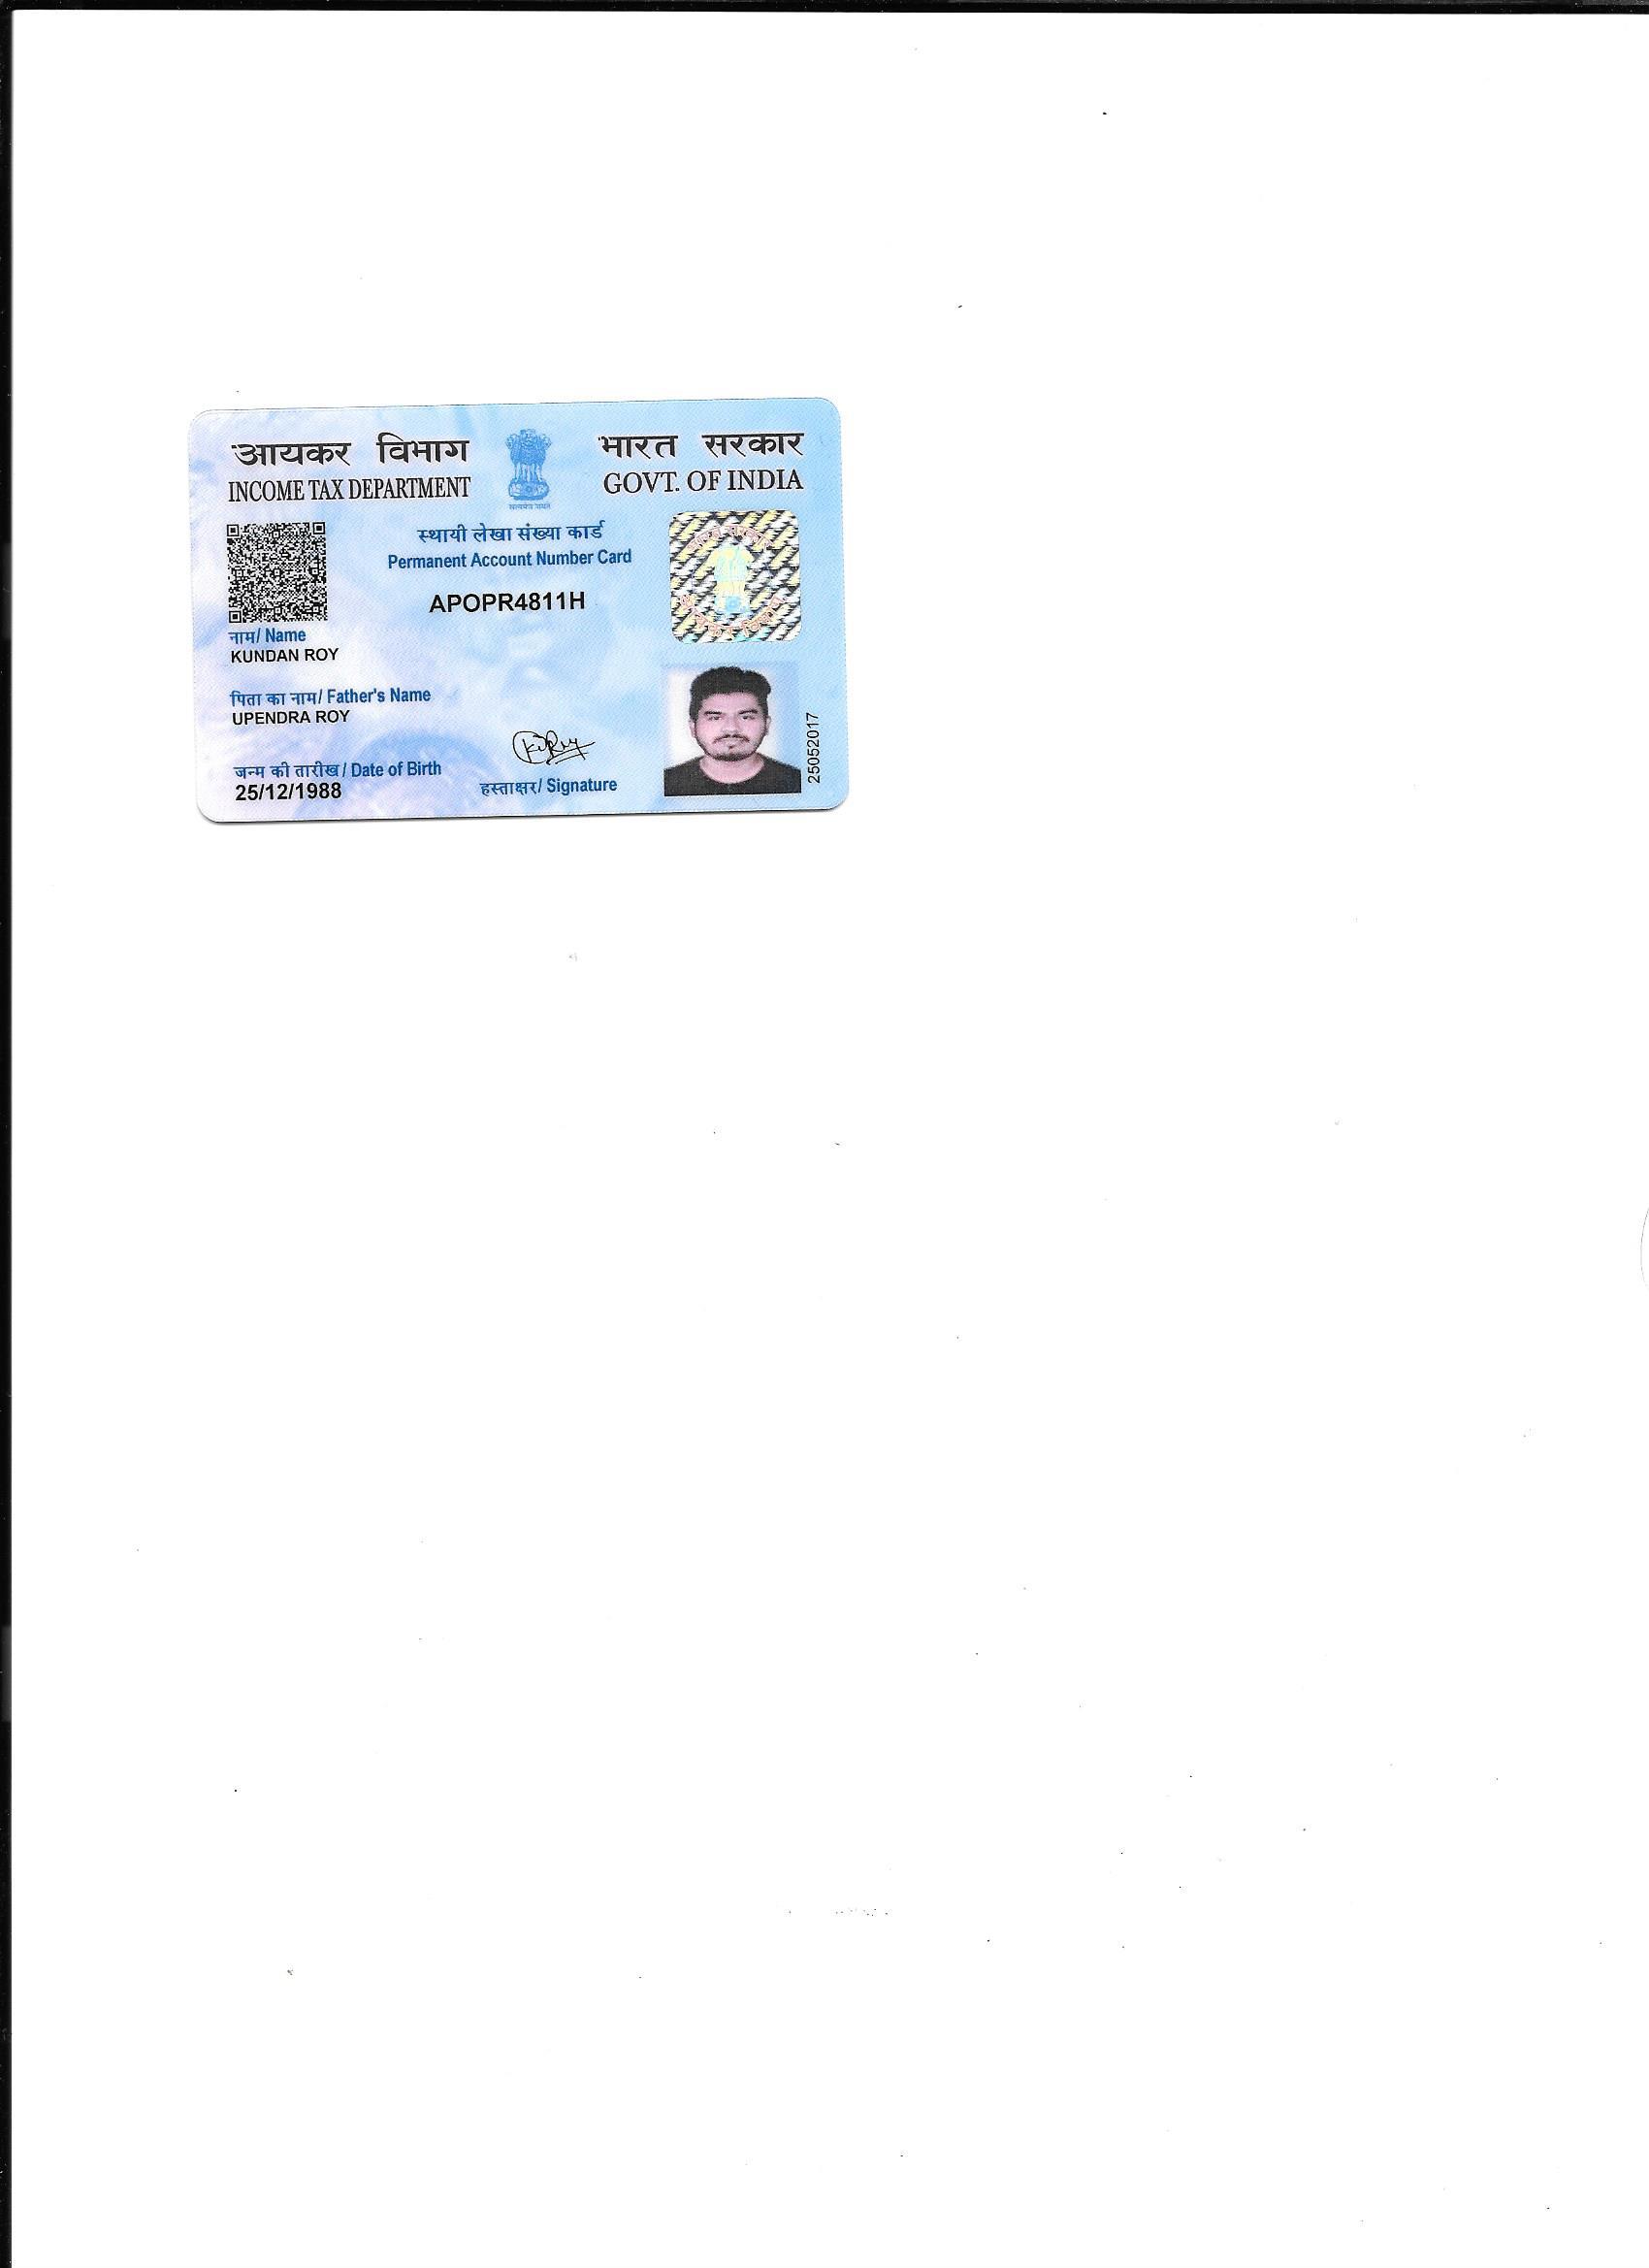 आयकर विभाग
INCOME TAX DEPARTMENT
सत्यमेव जयते
भारत सरकार
GOVT. OF INDIA
स्थायी लेखा संख्या कार्ड
Permanent Account Number Card
APOPR4811H
नाम/ Name
KUNDAN ROY
पिता का नाम/ Father's Name
UPENDRA ROY
जन्म की तारीख/ Date of Birth
25/12/1988
हस्ताक्षर/ Signature
25052017